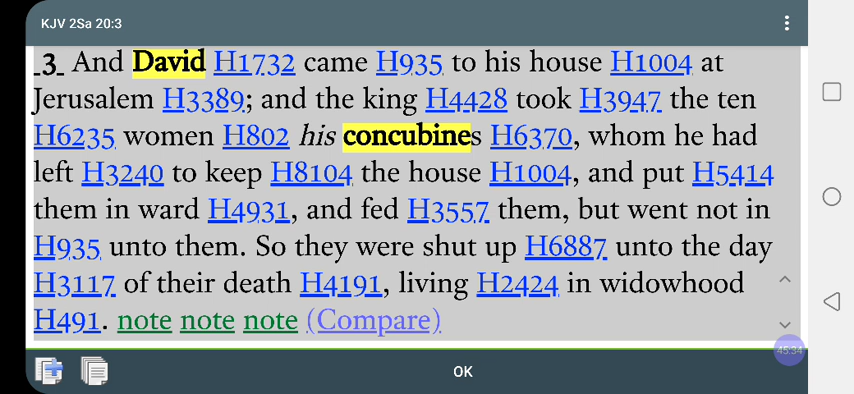 KJV 2Sa 20:3
3 And David H1732 came H935 to his house H1004 at
Jerusalem H3389; and the king H4428 took H3947 the ten
H6235 women H802 his concubines H6370, whom he had
left H3240 to keep H8104 the house H1004, and put H5414
them in ward H4931, and fed H3557 them, but went not in
H935 unto them. So they were shut up H6887 unto the day
H3117 of their death H4191, living H2424 in widowhood
H491. note note note (Compare)
45:34
OK